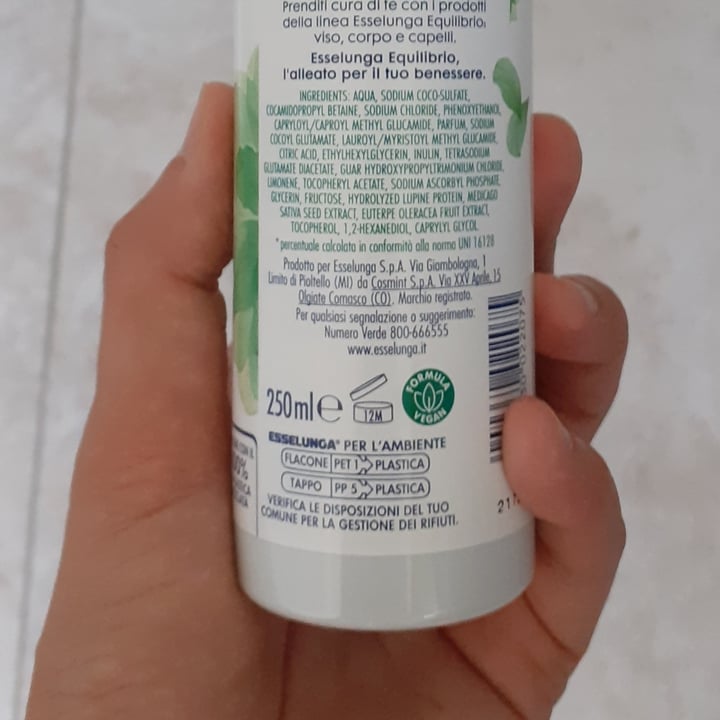 Prenditi cura di te con i prodotti
della linea Esselunga Equilibrio,
viso, corpo e capelli.
Esselunga Equilibrio,
l'alleato per il tuo benessere.
INGREDIENTS: AQUA, SODIUM COCO-SULFATE,
COCAMIDOPROPYL BETAINE, SODIUM CHLORIDE, PHENOXYETHANOL,
CAPRYLOYL/CAPROYL METHYL GLUCAMIDE, PARFUM, SODIUM
COCOYL GLUTAMATE, LAUROYL/MYRISTOYL METHYL GLUCAMIDE,
CITRIC ACID, ETHYLHEXYLGLYCERIN, INULIN, TETRASODIUM
GLUTAMATE DIACETATE, GUAR HYDROXYPROPYLTRIMONIUM CHLORIDE,
LIMONENE, TOCOPHERYL ACETATE, SODIUM ASCORBYL PHOSPHATE,
GLYCERIN, FRUCTOSE, HYDROLYZED LUPINE PROTEIN, MEDICAGO
SATIVA SEED EXTRACT, EUTERPE OLERACEA FRUIT EXTRACT,
TOCOPHEROL, 1,2-HEXANEDIOL, CAPRYLYL GLYCOL
*percentuale calcolata in conformità alla norma UNI 16128
Prodotto per Esselunga S.p.A. Via Giambologna, 1
Limito di Pioltello (MI) da Cosmint S.p.A. Via XXV Aprile, 15
Olgiate Comasco (CO). Marchio registrato.
Per qualsiasi segnalazione o suggerimento:
Numero Verde 800-666555
www.esselunga.it
250ml e 12M FORMULA VEGAN
ESSELUNGA® PER L'AMBIENTE
FLACONE PET 1 PLASTICA
TAPPO PP 5 PLASTICA
VERIFICA LE DISPOSIZIONI DEL TUO
COMUNE PER LA GESTIONE DEI RIFIUTI.